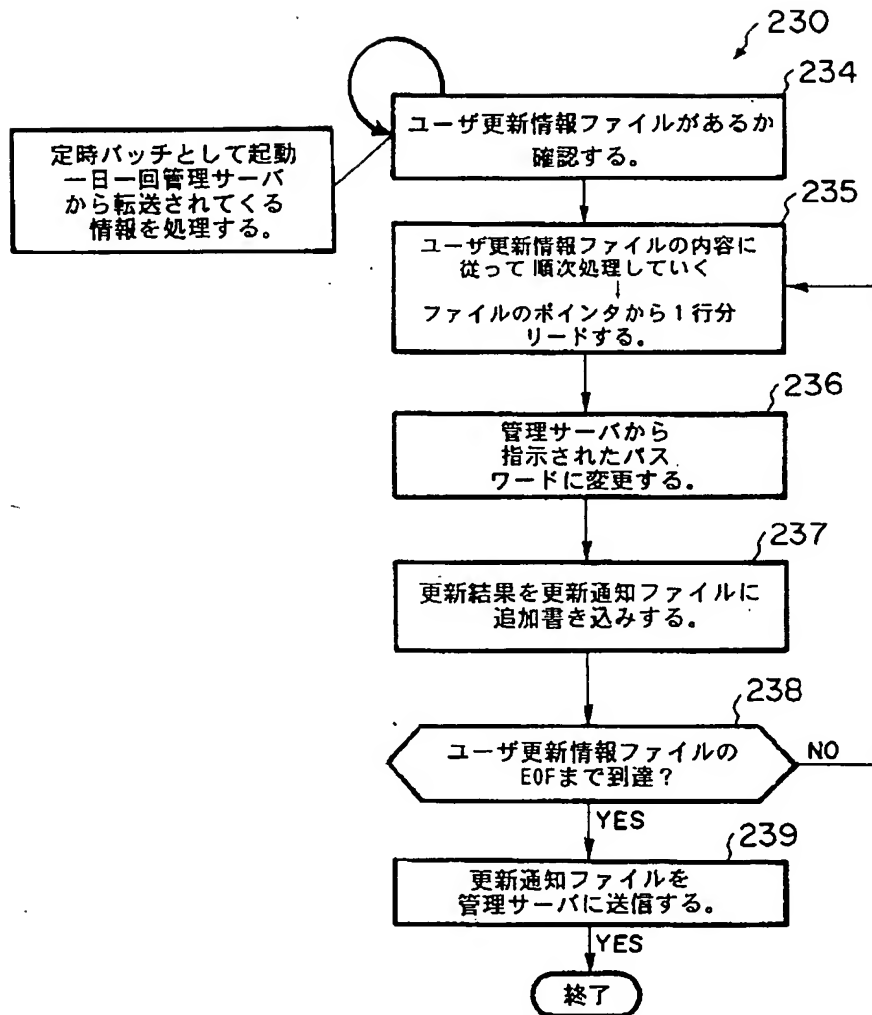 230
234
ユーザ更新情報ファイルがあるか
確認する。
定時バッチとして起動
一日一回管理サーバ
から転送されてくる
情報を処理する。
235
ユーザ更新情報ファイルの内容に
従って順次処理していく
↓
ファイルのポインタから1行分
リードする。
236
管理サーバから
指示されたパス
ワードに変更する。
237
更新結果を更新通知ファイルに
追加書き込みする。
238
ユーザ更新情報ファイルの
EOFまで到達?
NO
YES
239
更新通知ファイルを
管理サーバに送信する。
YES
終了